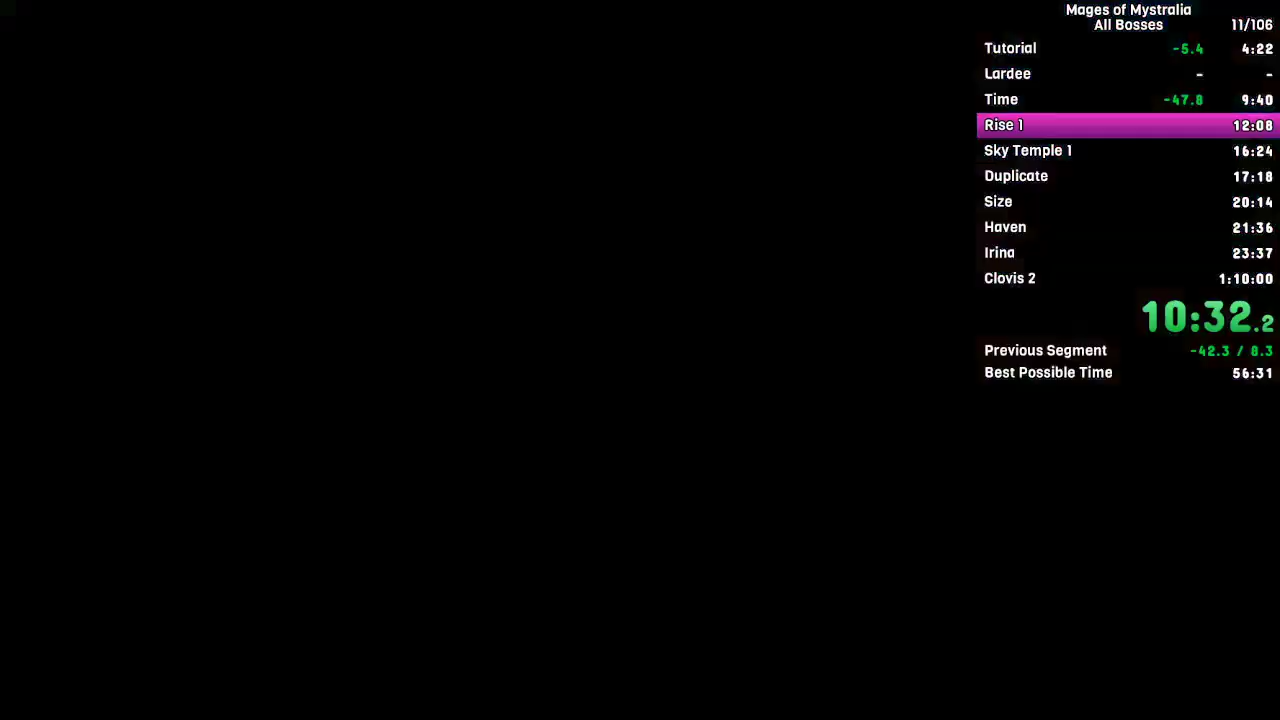 Mages of Mystralia
All Bosses 11/106
Tutorial -5.4 4:22
Lardee - -
Time -47.8 9:40
Rise 1 12:08
Sky Temple 1 16:24
Duplicate 17:18
Size 20:14
Haven 21:36
Irina 23:37
Clovis 2 1:10:00
10:32.2
Previous Segment -42.3 / 8.3
Best Possible Time 56:31